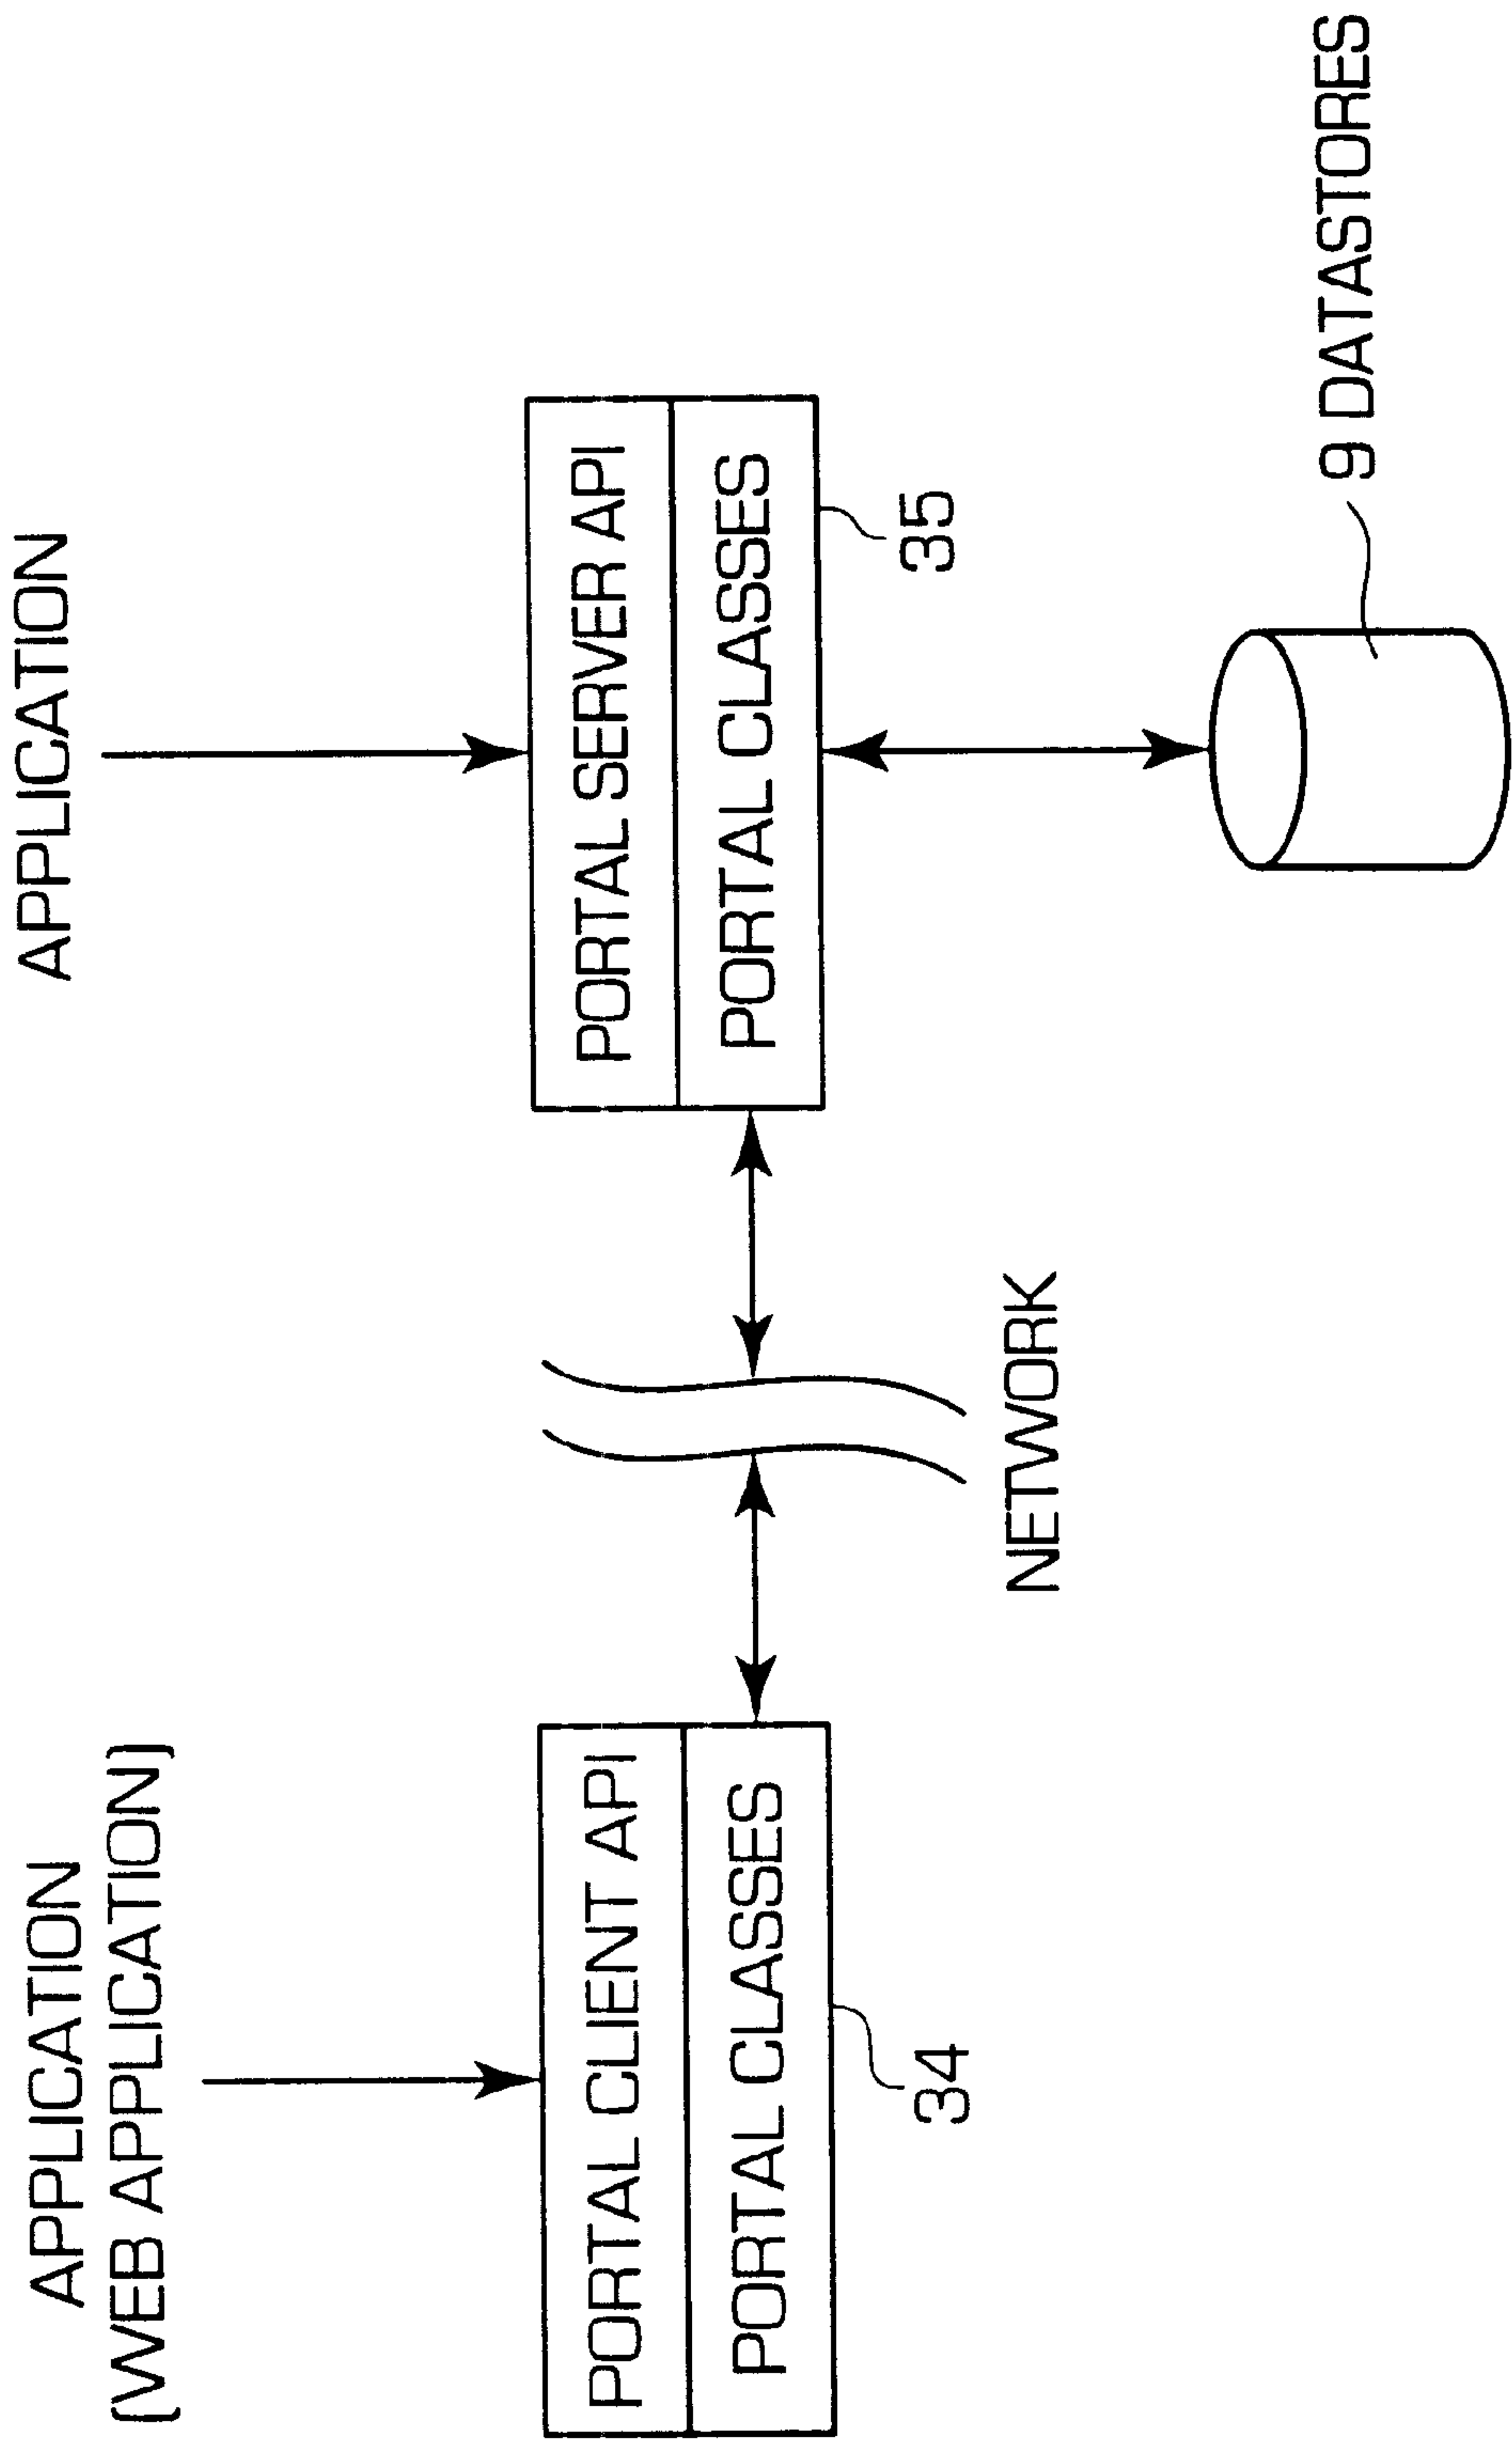 APPLICATION
(WEB APPLICATION)
PORTAL CLIENT API
PORTAL CLASSES
34
NETWORK
APPLICATION
PORTAL SERVER API
PORTAL CLASSES
35
9 DATASTORES